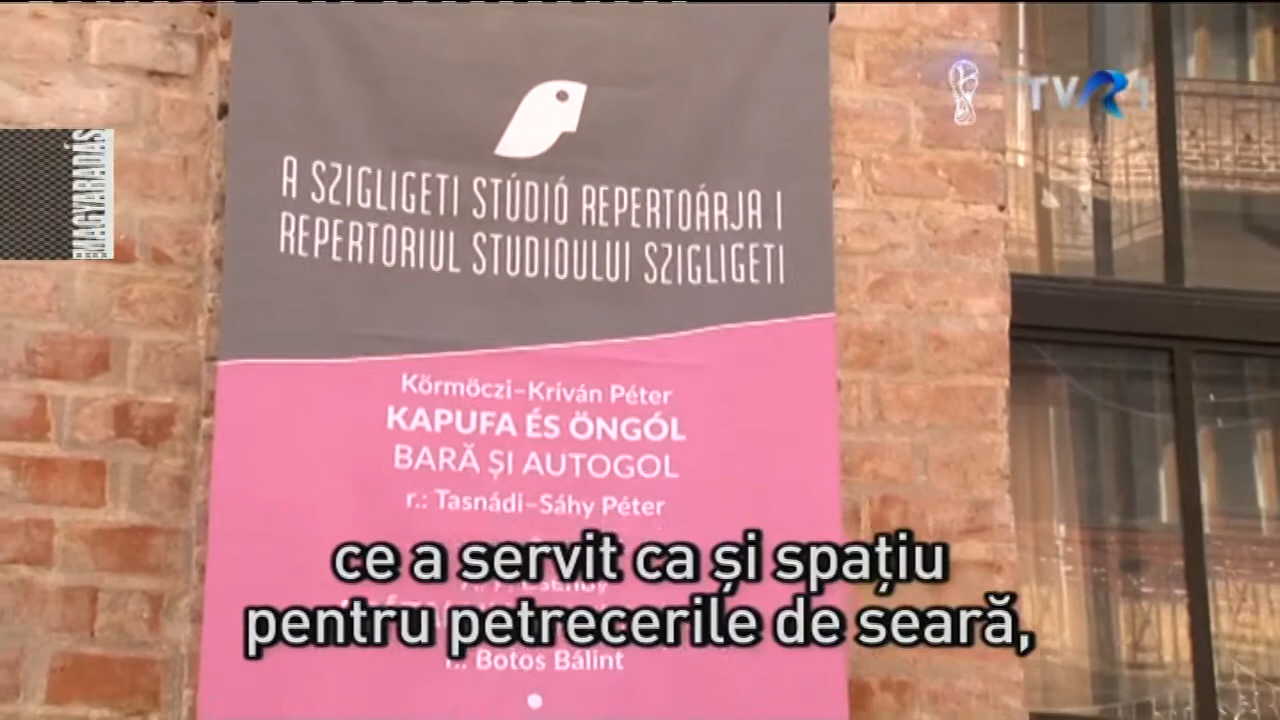 TVR1
MAGYARADÁS
A SZIGLIGETI STÚDIÓ REPERTOÁRJA I
REPERTORIUL STUDIOULUI SZIGLIGETI
Körmöczi-Kriván Péter
KAPUFA ÉS ÖNGÓL
BARĂ ȘI AUTOGOL
r.: Tasnádi-Sáhy Péter
ce a servit ca și spațiu
pentru petrecerile de seară,
Botos Bálint